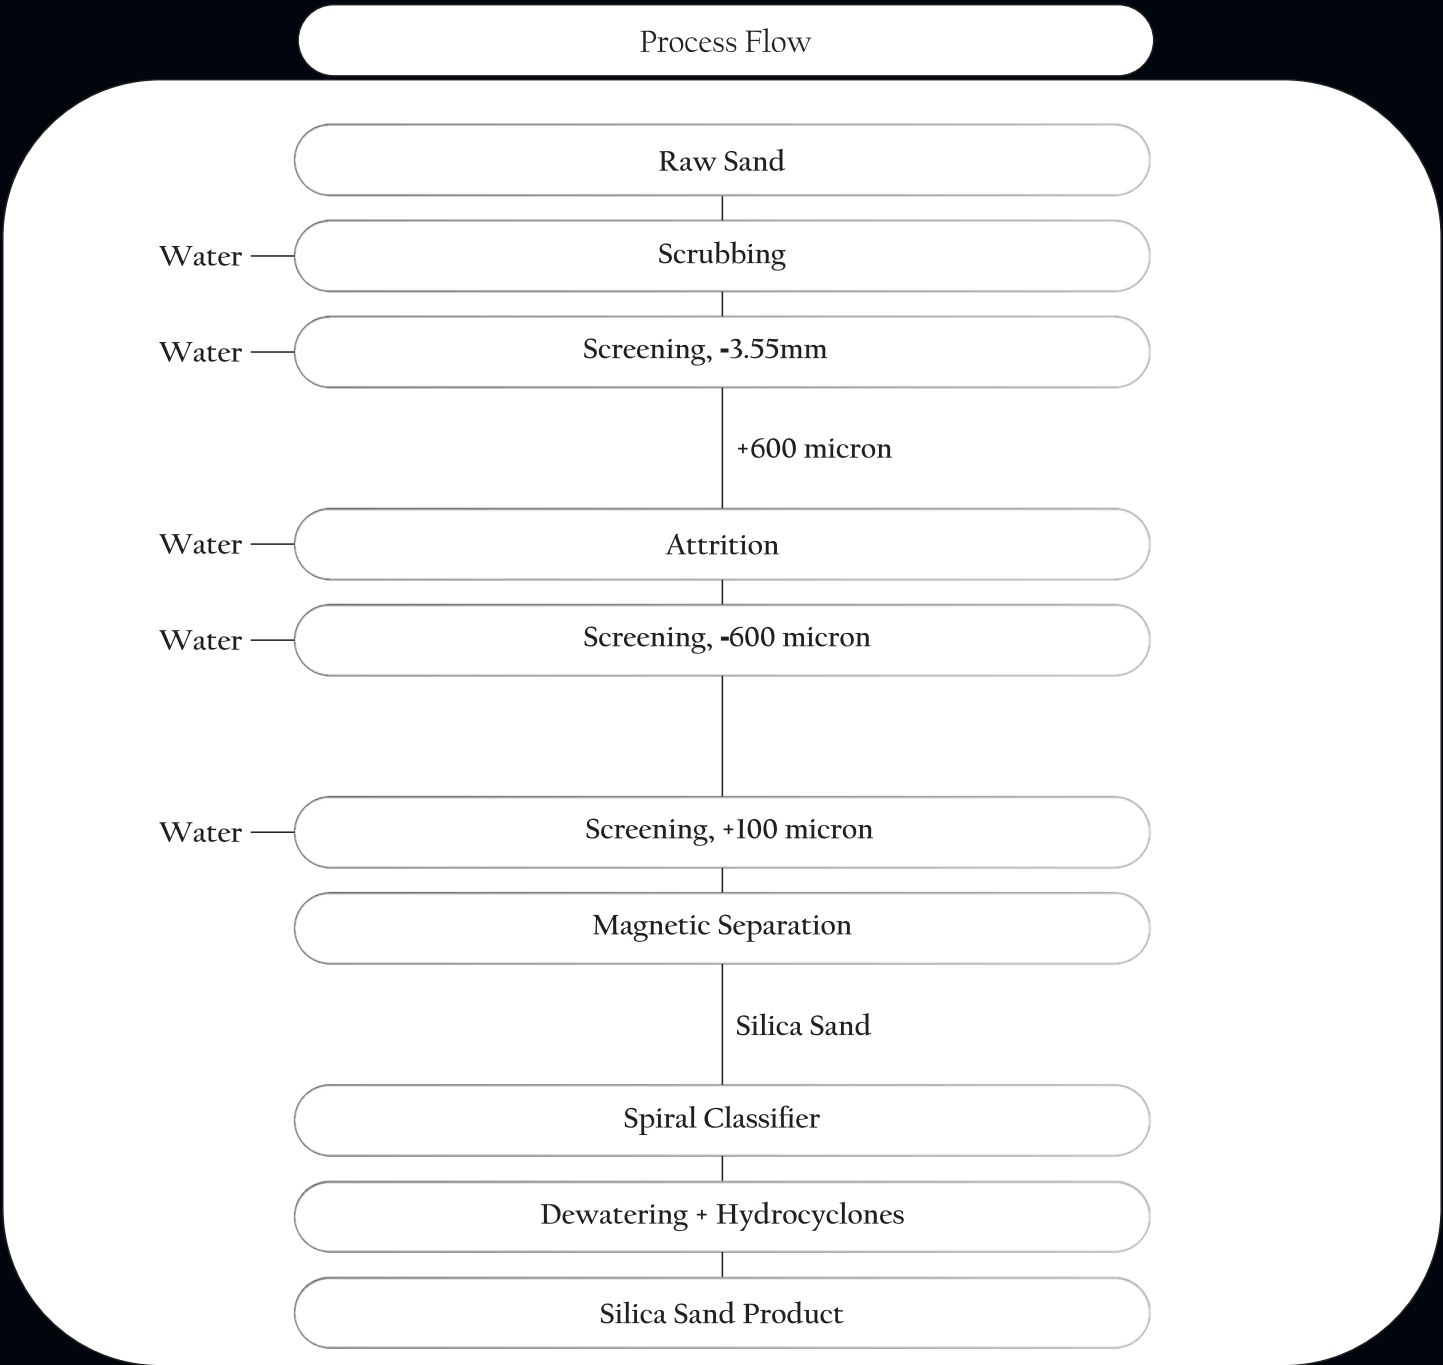 Process Flow
Raw Sand
Water
Scrubbing
Water
Screening, -3.55mm
+600 micron
Water
Attrition
Water
Screening, -600 micron
Water
Screening, +100 micron
Magnetic Separation
Silica Sand
Spiral Classifier
Dewatering + Hydrocyclones
Silica Sand Product